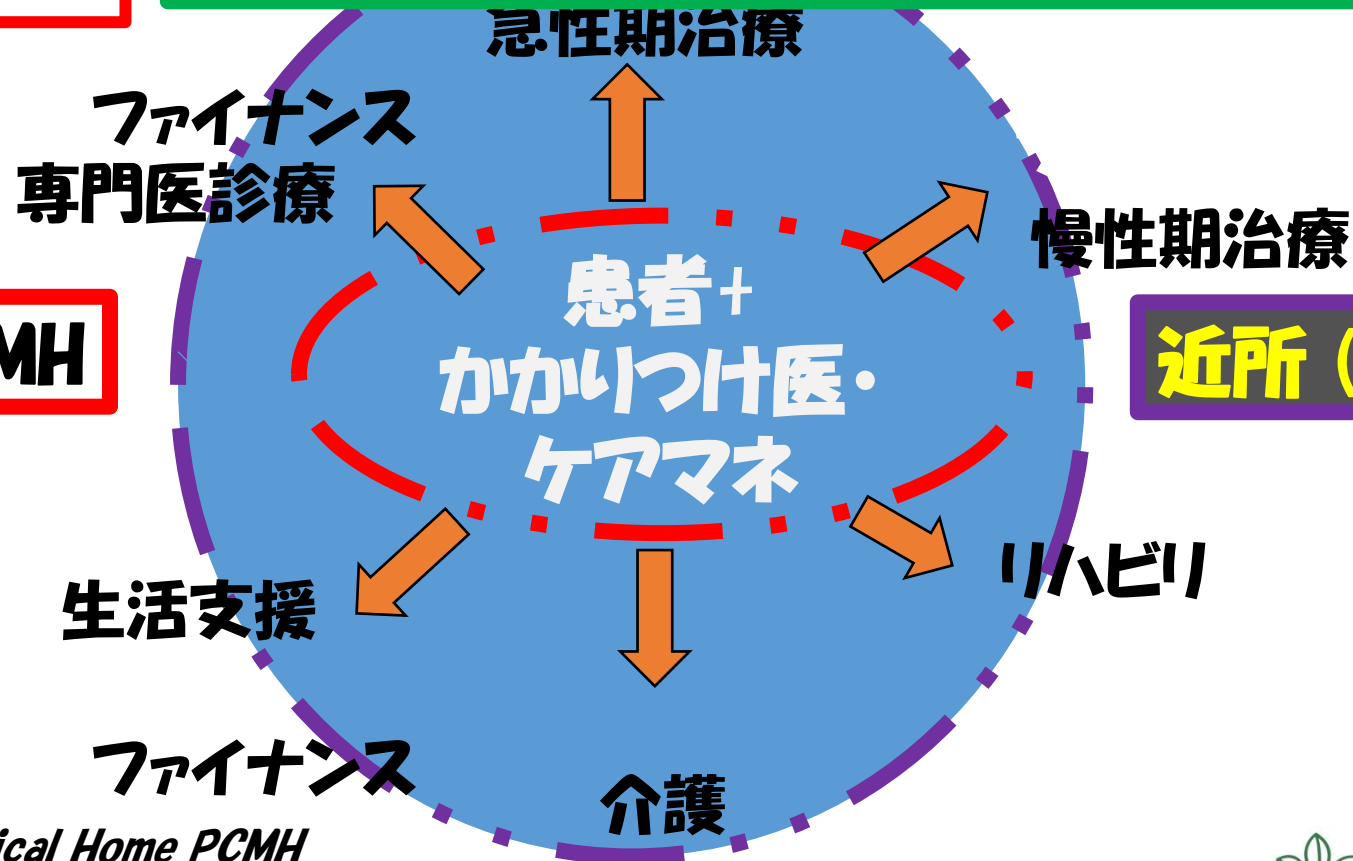 急性期治療
ファイナンス
専門医診療
慢性期治療
患者+
かかりつけ医・
ケアマネ
MH
近所（
リハビリ
生活支援
ファイナンス
介護
ical Home PCMH